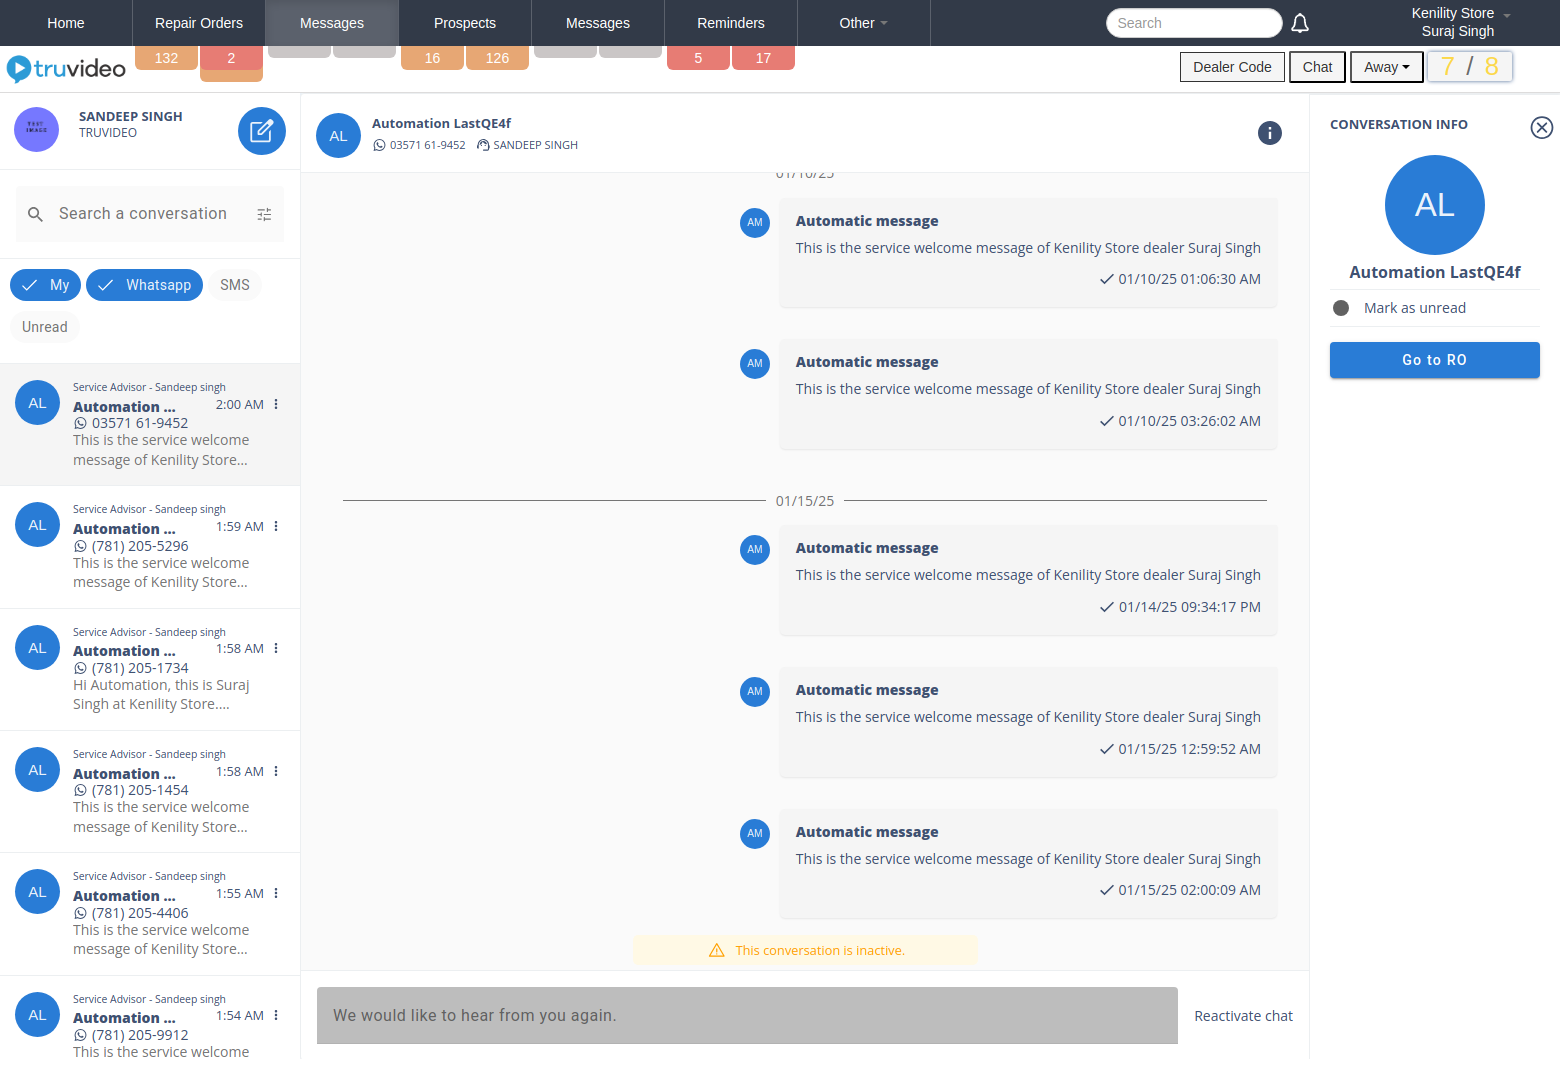 Home
Repair Orders
Messages
Prospects
Messages
Reminders
Other
Search
Kenility Store
Suraj Singh
132
2
16
126
5
17
truvideo
Dealer Code
Chat
Away
7 / 8
SANDEEP SINGH
TRUVIDEO
Search a conversation
My
Whatsapp
SMS
Unread
AL
Service Advisor - Sandeep singh
Automation ...
2:00 AM
03571 61-9452
This is the service welcome
message of Kenility Store...
AL
Service Advisor - Sandeep singh
Automation ...
1:59 AM
(781) 205-5296
This is the service welcome
message of Kenility Store...
AL
Service Advisor - Sandeep singh
Automation ...
1:58 AM
(781) 205-1734
Hi Automation, this is Suraj
Singh at Kenility Store....
AL
Service Advisor - Sandeep singh
Automation ...
1:58 AM
(781) 205-1454
This is the service welcome
message of Kenility Store...
AL
Service Advisor - Sandeep singh
Automation ...
1:55 AM
(781) 205-4406
This is the service welcome
message of Kenility Store...
AL
Service Advisor - Sandeep singh
Automation ...
1:54 AM
(781) 205-9912
This is the service welcome
AL
Automation LastQE4f
03571 61-9452 SANDEEP SINGH
01/10/25
AM
Automatic message
This is the service welcome message of Kenility Store dealer Suraj Singh
01/10/25 01:06:30 AM
AM
Automatic message
This is the service welcome message of Kenility Store dealer Suraj Singh
01/10/25 03:26:02 AM
01/15/25
AM
Automatic message
This is the service welcome message of Kenility Store dealer Suraj Singh
01/14/25 09:34:17 PM
AM
Automatic message
This is the service welcome message of Kenility Store dealer Suraj Singh
01/15/25 12:59:52 AM
AM
Automatic message
This is the service welcome message of Kenility Store dealer Suraj Singh
01/15/25 02:00:09 AM
This conversation is inactive.
We would like to hear from you again.
Reactivate chat
CONVERSATION INFO
AL
Automation LastQE4f
Mark as unread
Go to RO